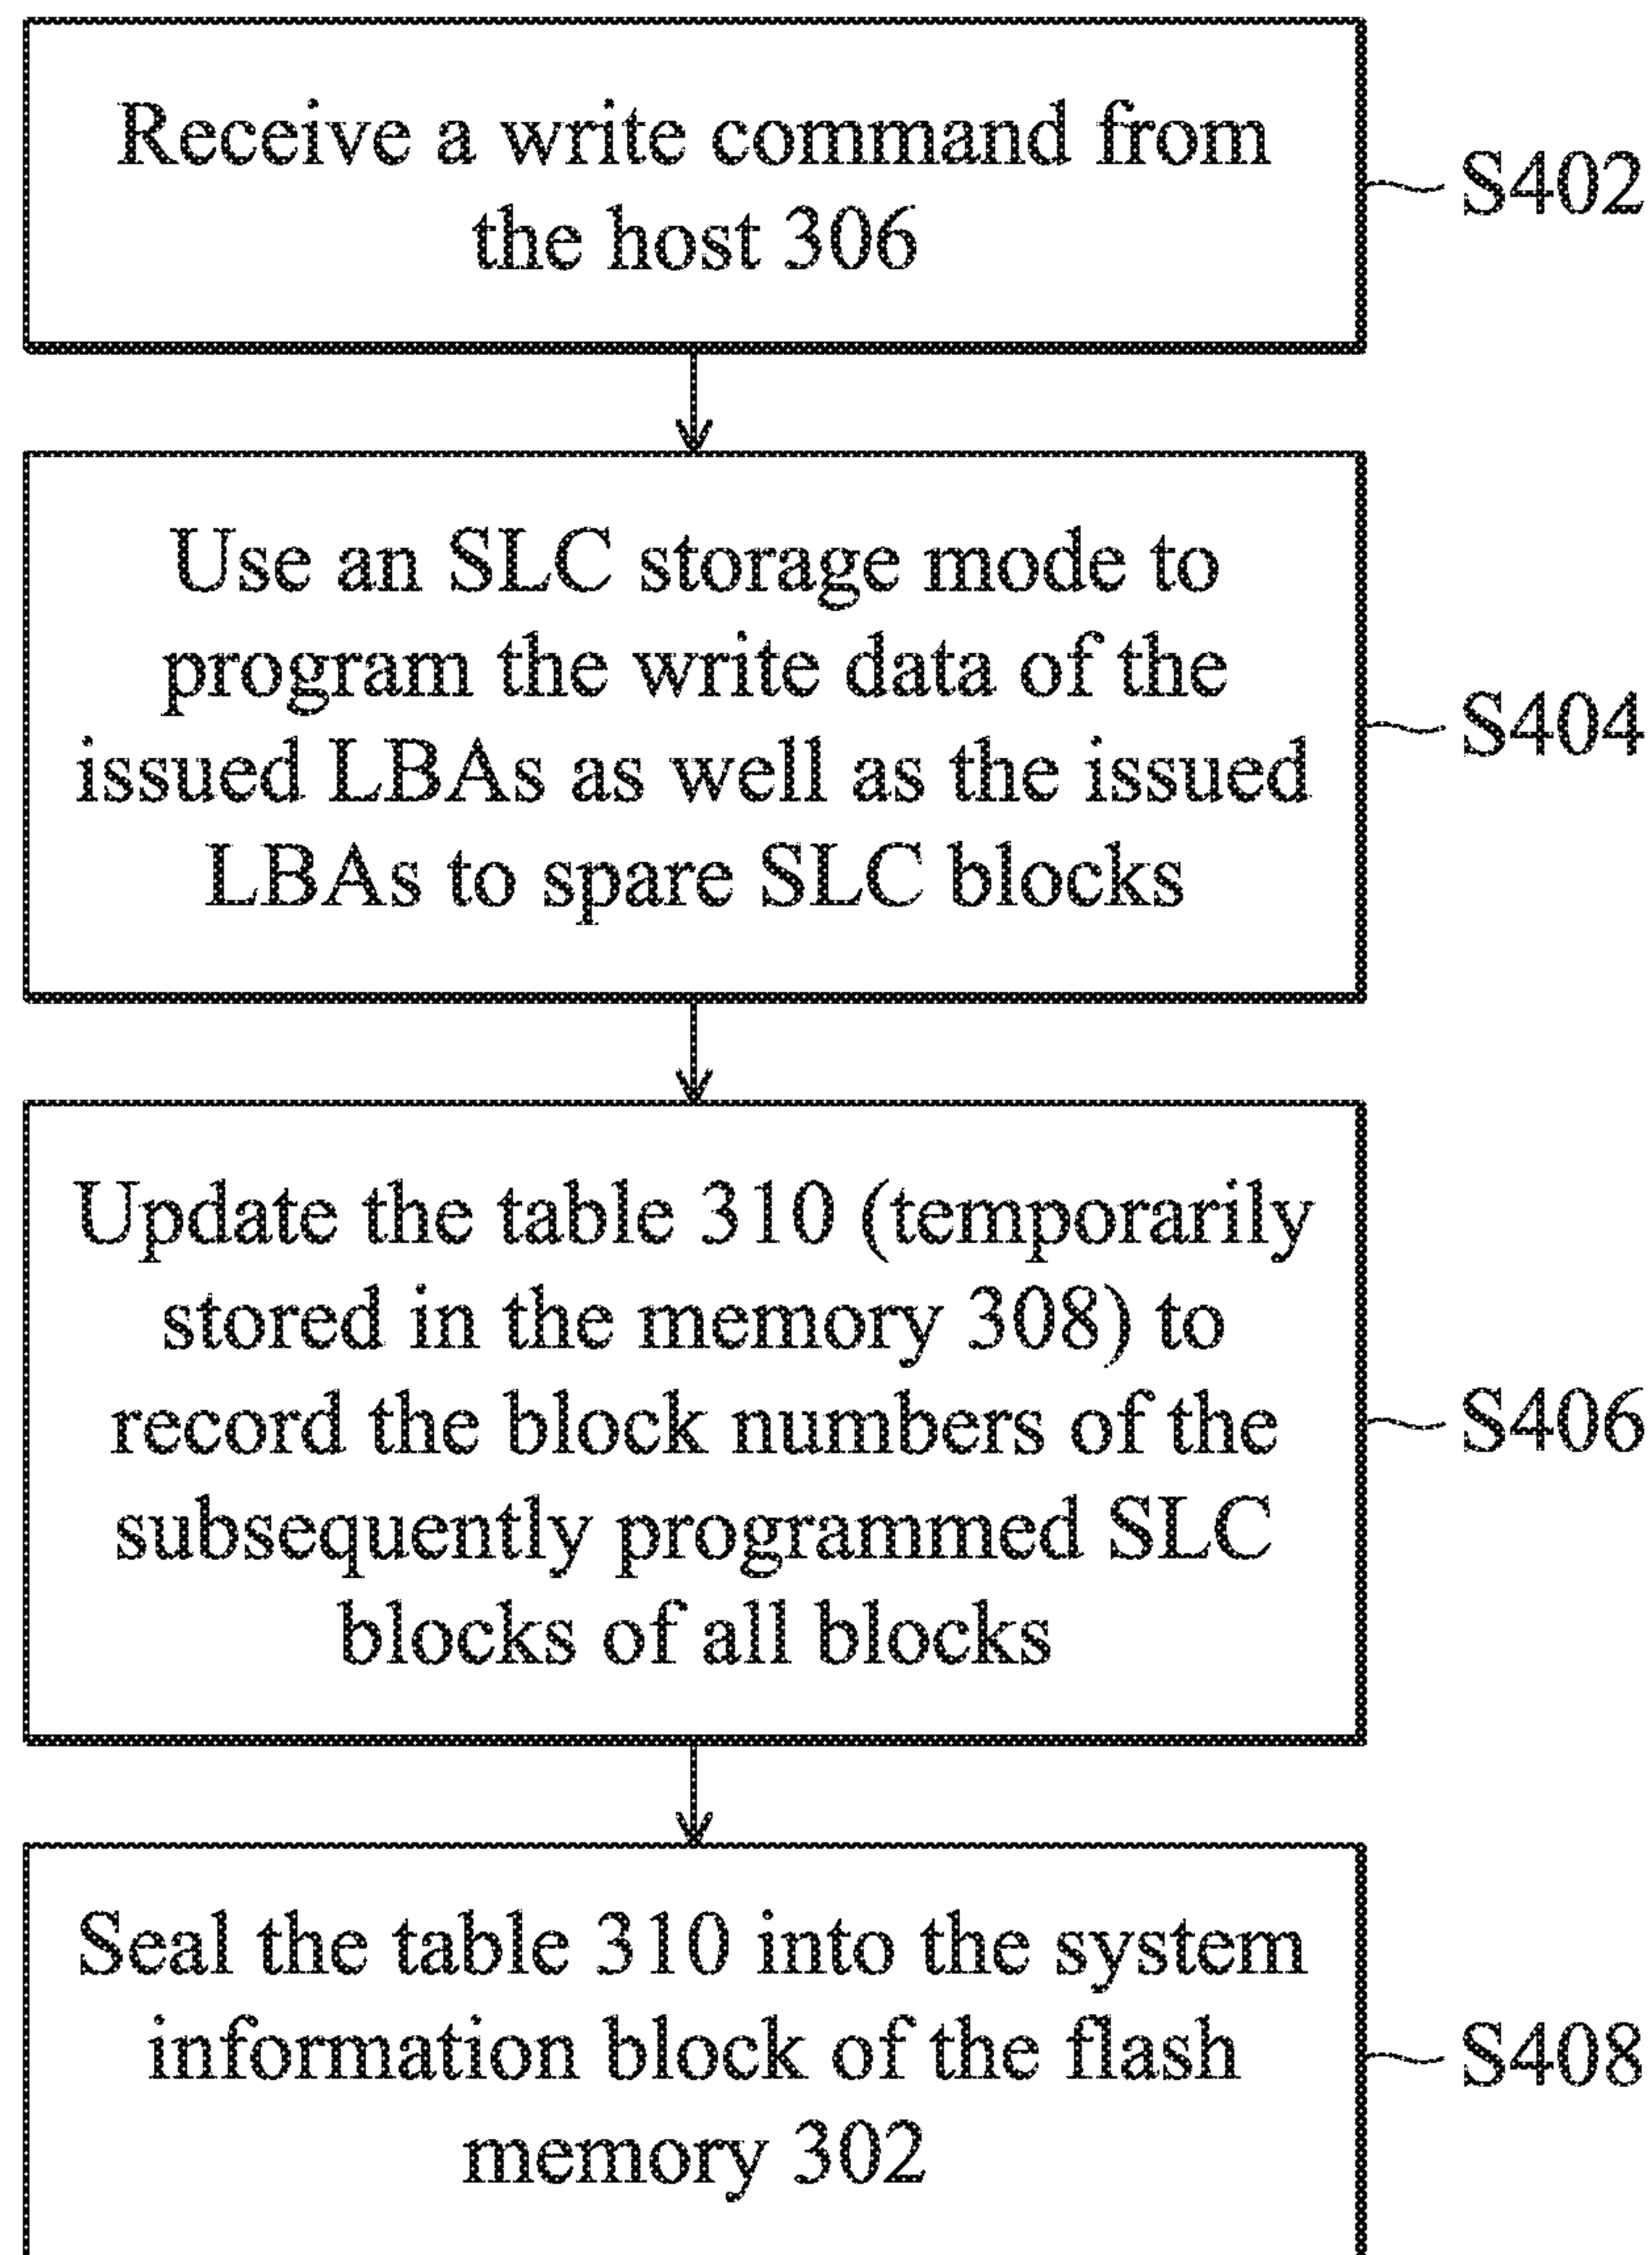 Receive a write command from
the host 306
S402
Use an SLC storage mode to
program the write data of the
issued LBAs as well as the issued
LBAs to spare SLC blocks
S404
Update the table 310 (temporarily
stored in the memory 308) to
record the block numbers of the
subsequently programmed SLC
blocks of all blocks
S406
Seal the table 310 into the system
information block of the flash
memory 302
S408